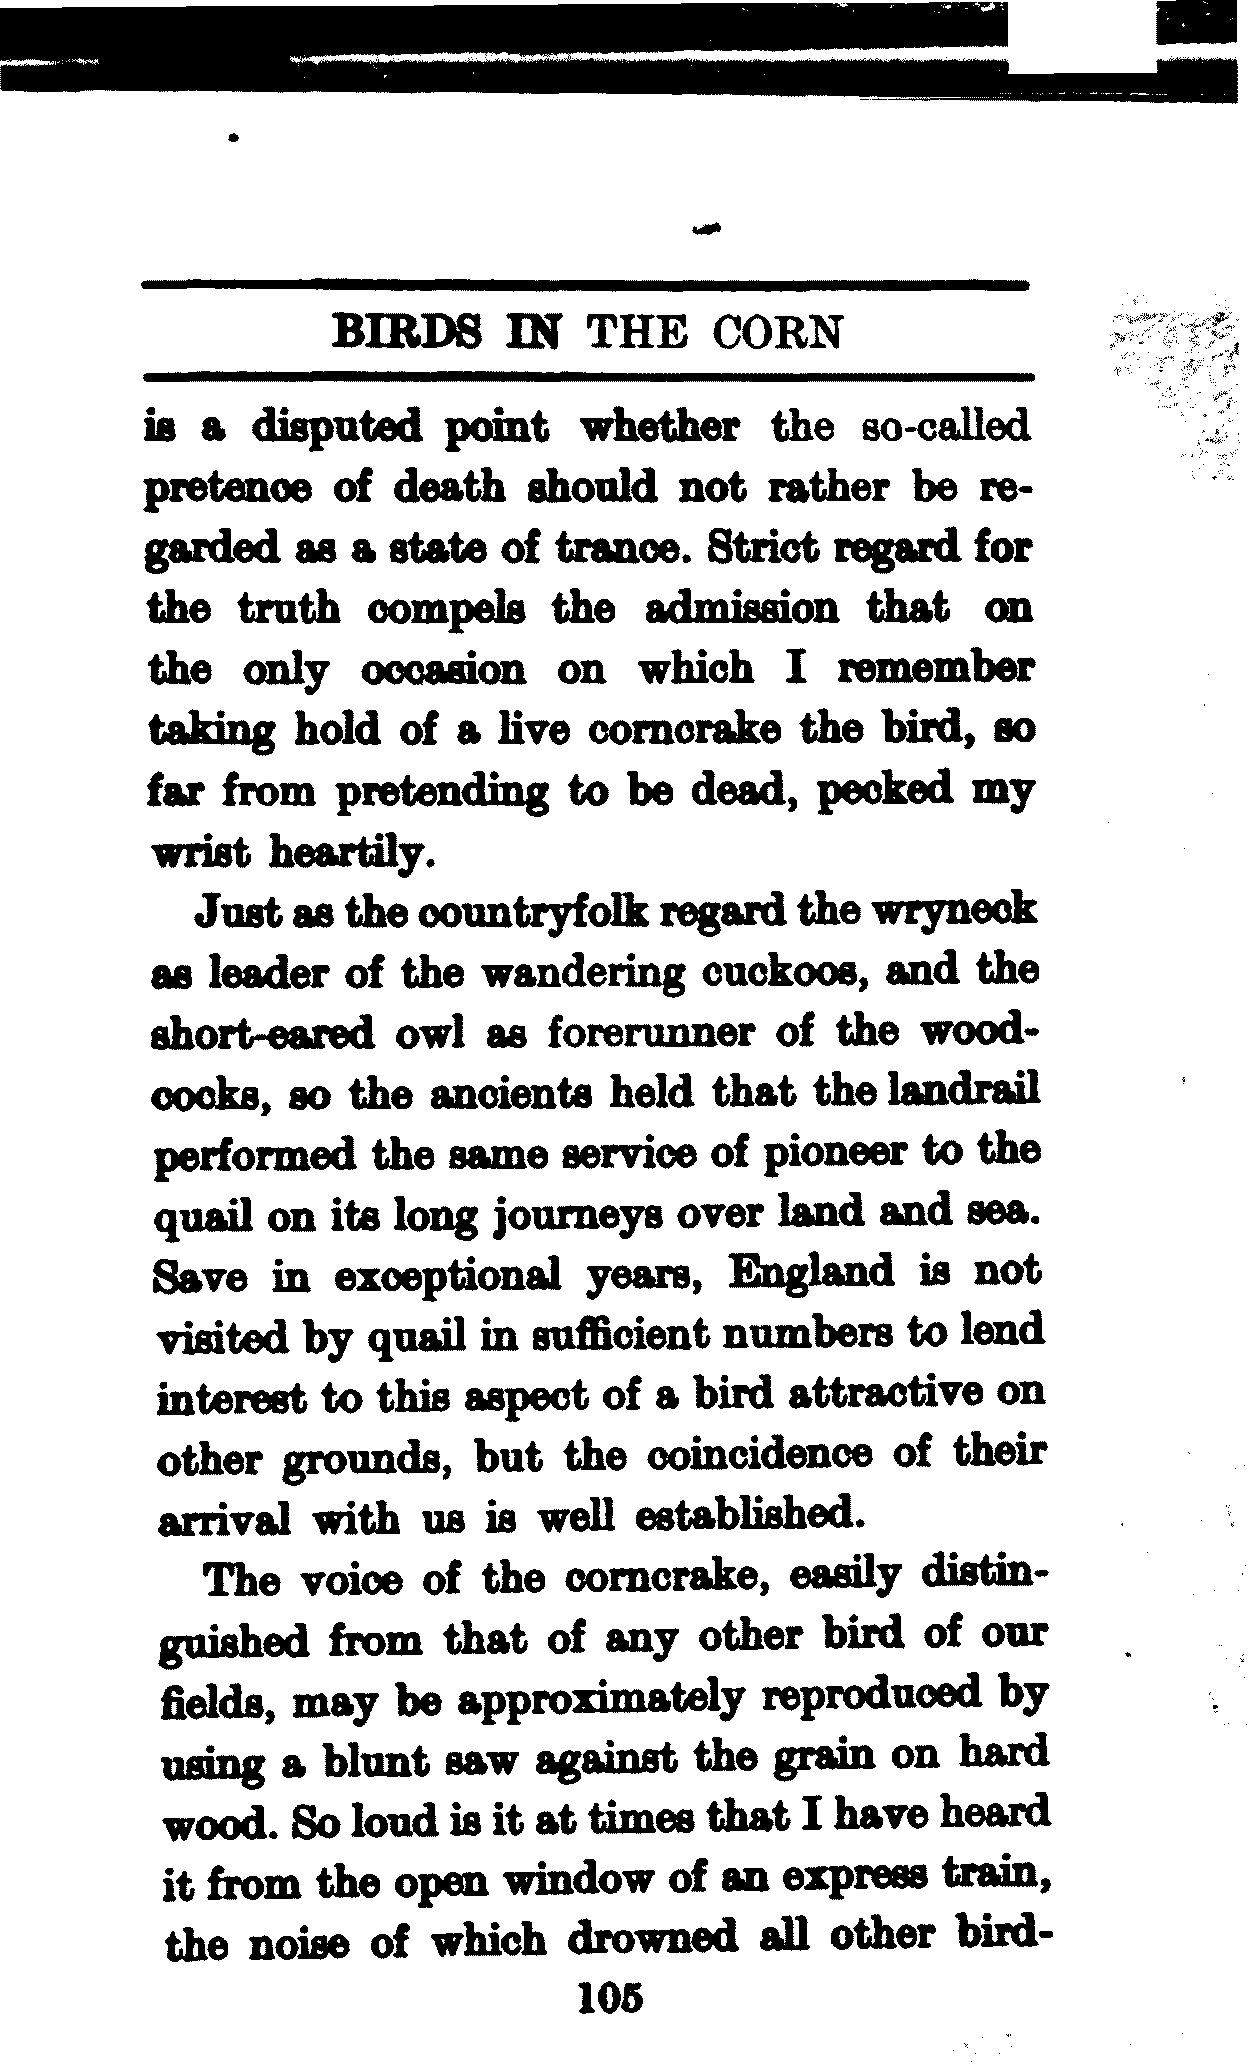 BIRDS IN THE CORN
is a disputed point whether the so-called
pretence of death should not rather be re-
garded as a state of trance. Strict regard for
the truth compels the admission that on
the only occasion on which I remember
taking hold of a live corncrake the bird, so
far from pretending to be dead, pecked my
wrist heartily.
Just as the countryfolk regard the wryneck
as leader of the wandering cuckoos, and the
short-eared owl as forerunner of the wood-
cocks, so the ancients held that the landrail
performed the same service of pioneer to the
quail on its long journeys over land and sea.
Save in exceptional years, England is not
visited by quail in sufficient numbers to lend
interest to this aspect of a bird attractive on
other grounds, but the coincidence of their
arrival with us is well established.
The voice of the corncrake, easily distin-
guished from that of any other bird of our
fields, may be approximately reproduced by
using a blunt saw against the grain on hard
wood. So loud is it at times that I have heard
it from the open window of an express train,
the noise of which drowned all other bird-
105